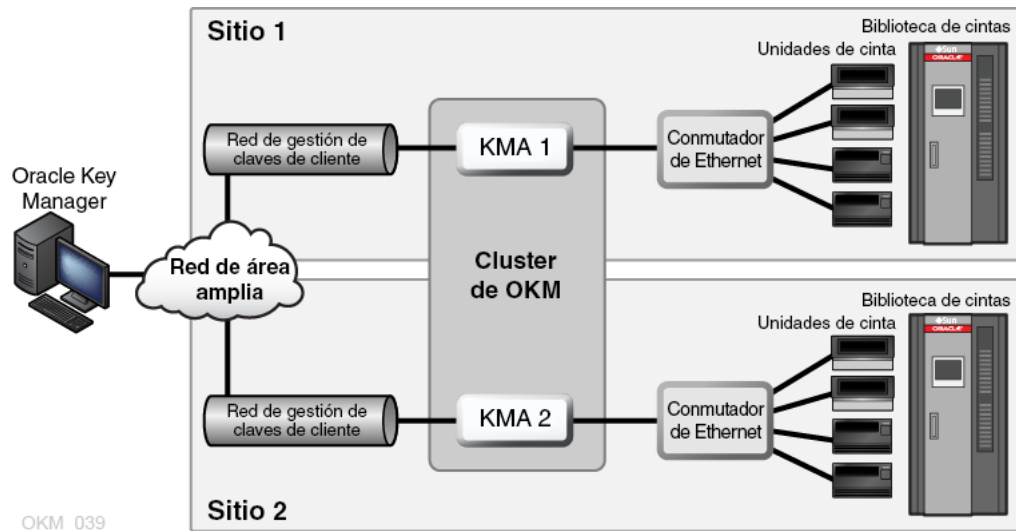 Sitio 1
Biblioteca de cintas
Unidades de cinta
Sun
ORACLE
Red de gestión de
claves de cliente
KMA 1
Conmutador
de Ethernet
Oracle Key
Manager
Red de área
amplia
Cluster
de OKM
Biblioteca de cintas
Unidades de cinta
Sun
ORACLE
Red de gestión de
claves de cliente
KMA 2
Conmutador
de Ethernet
Sitio 2
OKM_039